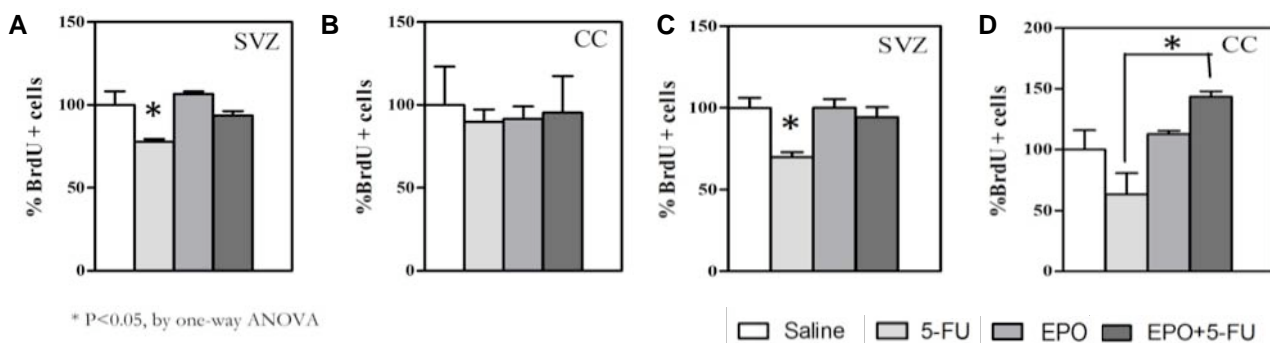 A
150
100
50
0
% BrdU + cells
SVZ
*
B
150
100
50
0
%BrdU + cells
CC
C
150
100
50
0
% BrdU + cells
SVZ
*
D
200
150
100
50
0
%BrdU + cells
CC
*
* P<0.05, by one-way ANOVA
Saline 5-FU EPO EPO+5-FU